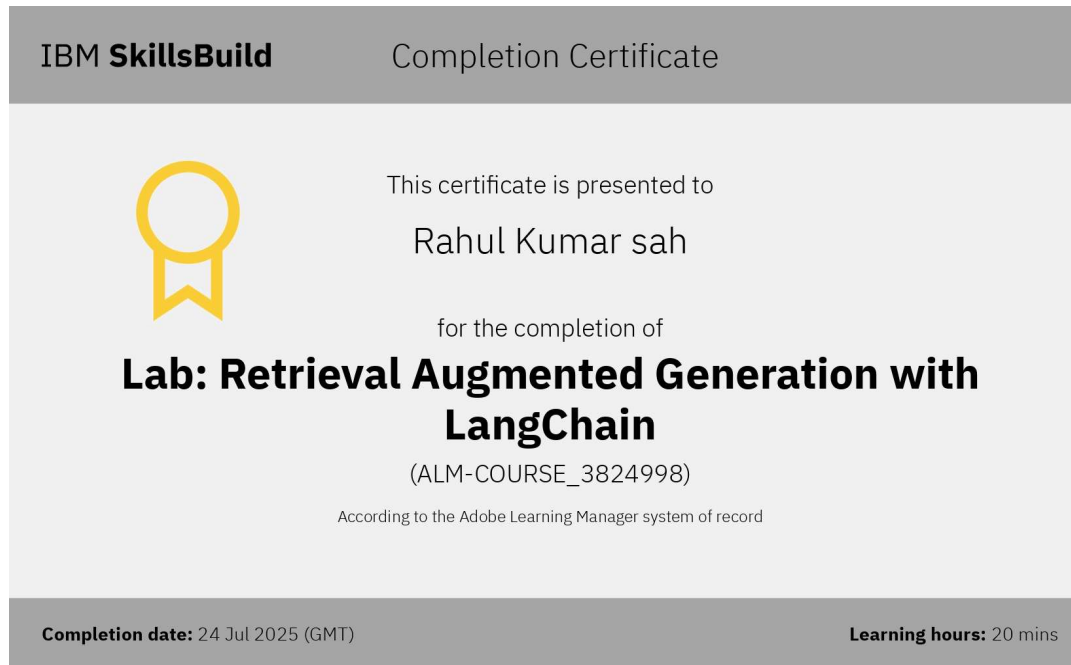 IBM SkillsBuild
Completion Certificate
This certificate is presented to
Rahul Kumar sah
for the completion of
Lab: Retrieval Augmented Generation with
LangChain
(ALM-COURSE_3824998)
According to the Adobe Learning Manager system of record
Completion date: 24 Jul 2025 (GMT)
Learning hours: 20 mins